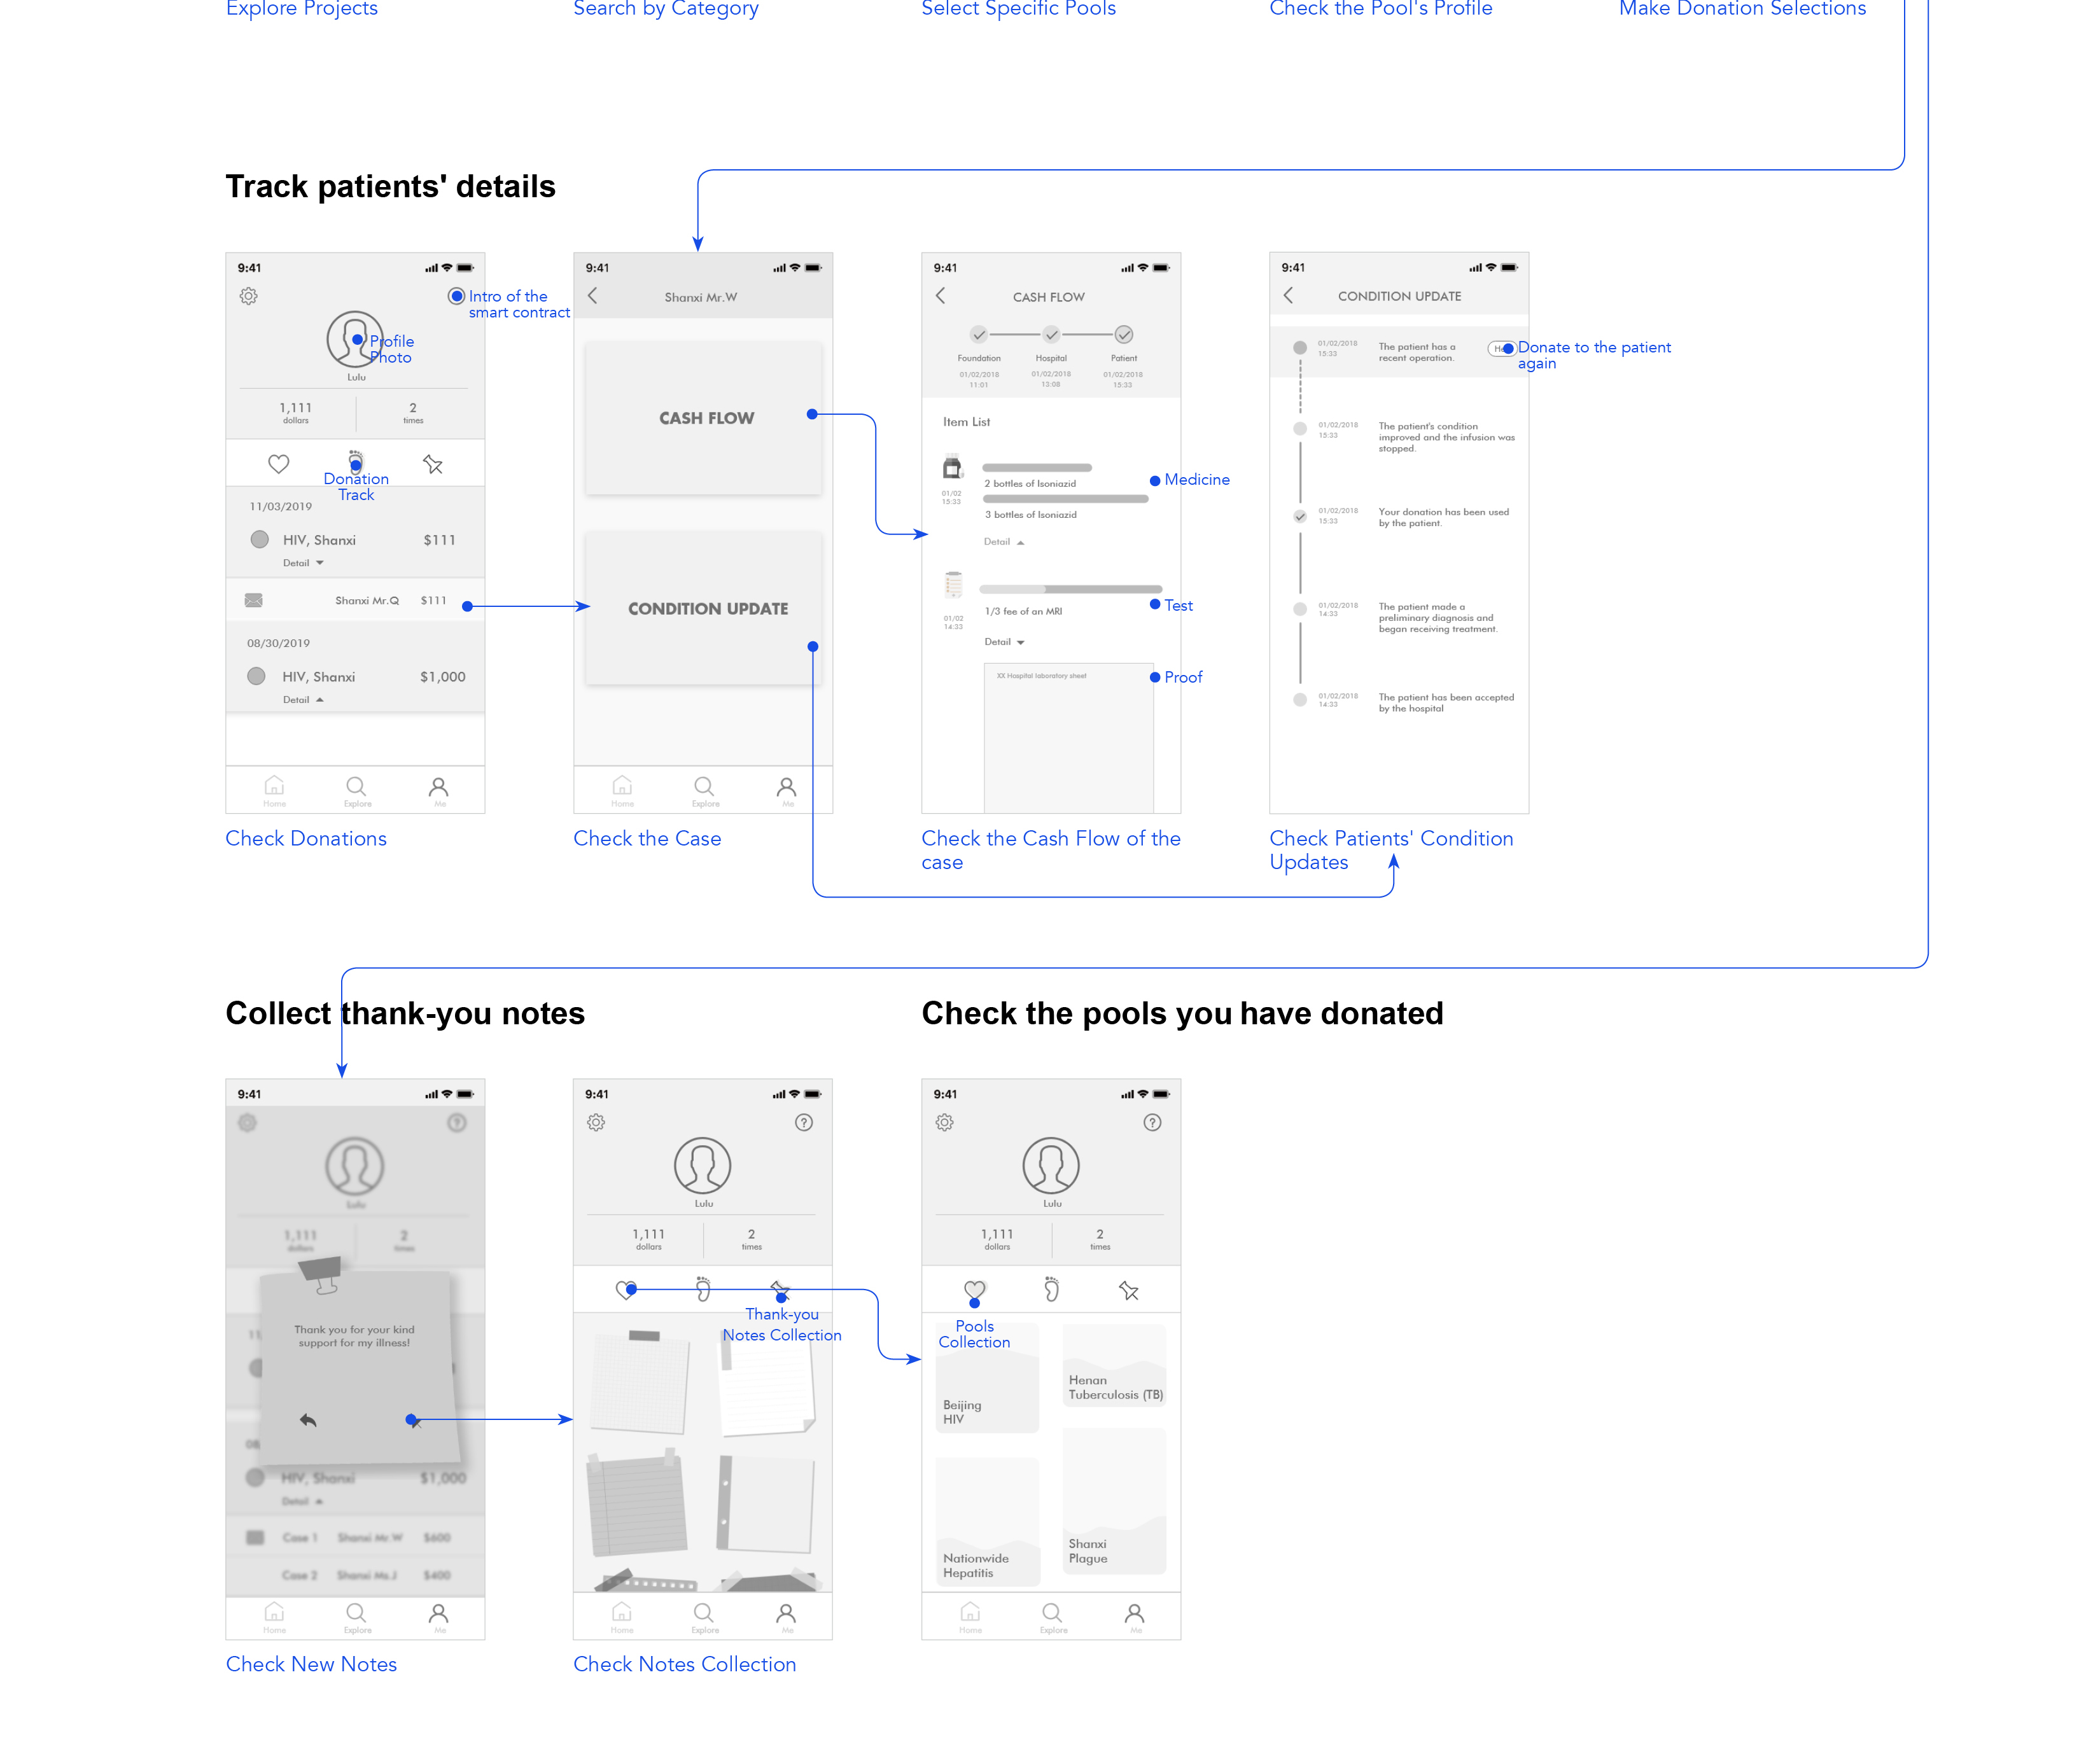 Explore Projects
Search by Category
Select Specific Pools
Check the Pool's Profile
Make Donation Selections
Track patients' details
9:41
Intro of the
smart contract
Profile
Photo
Lulu
1,111
dollars
2
times
Donation
Track
11/03/2019
HIV, Shanxi
$111
Detail
Shanxi Mr.Q
$111
08/30/2019
HIV, Shanxi
$1,000
Detail
Home
Explore
Me
Check Donations
9:41
Shanxi Mr.W
CASH FLOW
CONDITION UPDATE
Home
Explore
Me
Check the Case
9:41
CASH FLOW
Foundation
Hospital
Patient
01/02/2018
11:01
01/02/2018
13:08
01/02/2018
15:33
Item List
01/02
15:33
2 bottles of Isoniazid
3 bottles of Isoniazid
Medicine
Detail
01/02
14:33
1/3 fee of an MRI
Test
Detail
XX Hospital laboratory sheet
Proof
Check the Cash Flow of the
case
9:41
CONDITION UPDATE
01/02/2018
15:33
The patient has a
recent operation.
Donate to the patient
again
01/02/2018
15:33
The patient's condition
improved and the infusion was
stopped.
01/02/2018
15:33
Your donation has been used
by the patient.
01/02/2018
14:33
The patient made a
preliminary diagnosis and
began receiving treatment.
01/02/2018
14:33
The patient has been accepted
by the hospital
Check Patients' Condition
Updates
Collect thank-you notes
Check the pools you have donated
9:41
Lulu
1,111
dollars
2
times
Thank you for your kind
support for my illness!
HIV, Shanxi
$1,000
Detail
Case 1
Shanxi Mr.W
$600
Case 2
Shanxi Ms.J
$400
Home
Explore
Me
Check New Notes
9:41
?
Lulu
1,111
dollars
2
times
Thank-you
Notes Collection
Home
Explore
Me
Check Notes Collection
9:41
?
Lulu
1,111
dollars
2
times
Pools
Collection
Beijing
HIV
Henan
Tuberculosis (TB)
Nationwide
Hepatitis
Shanxi
Plague
Home
Explore
Me